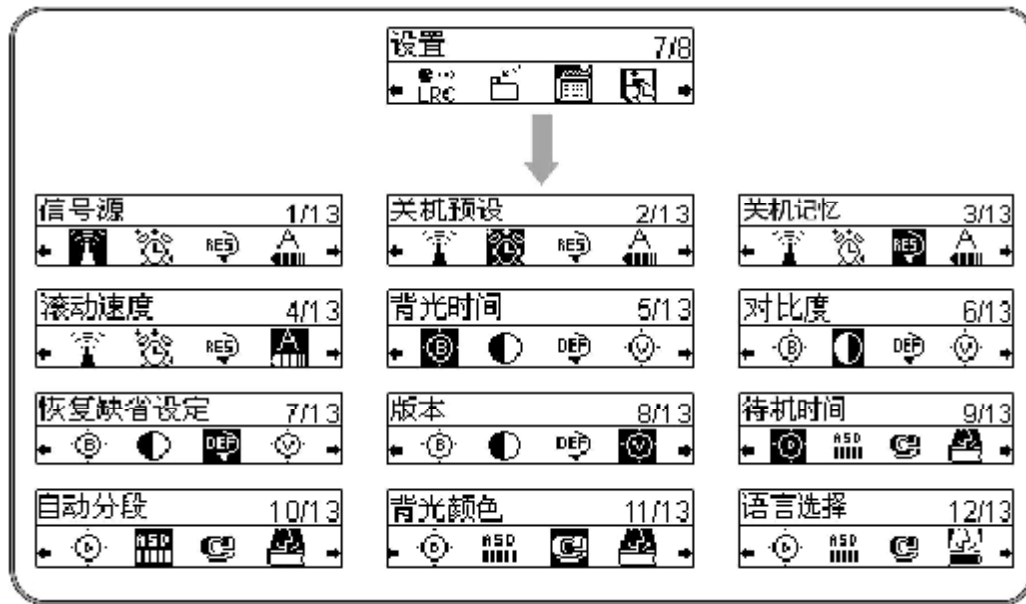 设置 7/8
LRC
信号源 1/13
RES A
关机预设 2/13
RES A
关机记忆 3/13
RES A
滚动速度 4/13
RES A
背光时间 5/13
B DEF V
对比度 6/13
B DEF V
恢复缺省设定 7/13
B DEF V
版本 8/13
B DEF V
待机时间 9/13
ASD
自动分段 10/13
ASD
背光颜色 11/13
ASD
语言选择 12/13
ASD